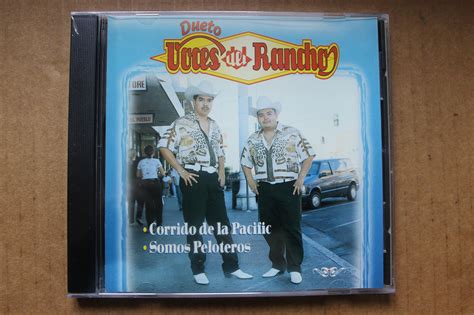 Dueto
Voces del Rancho
• Corrido de la Pacific
• Somos Peloteros